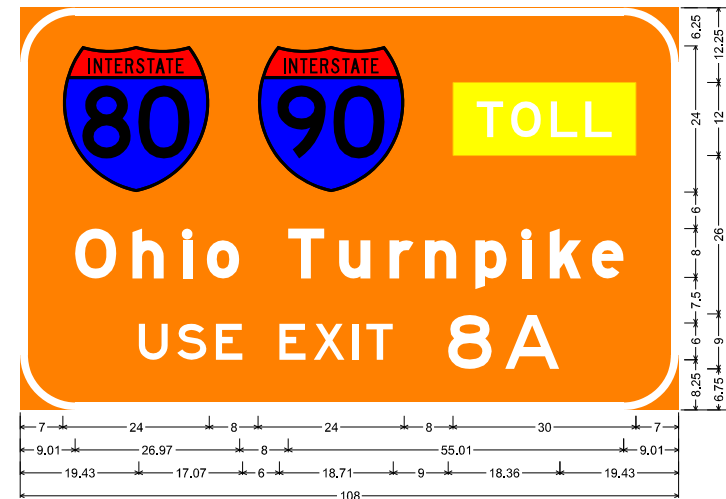 INTERSTATE INTERSTATE
80 90 TOLL
Ohio Turnpike
USE EXIT 8A
6.25 24 6 8 7.5 6 8.25
12.25 12 26 9 6.75
7 24 8 24 8 30 7
9.01 26.97 8 55.01 9.01
19.43 17.07 6 18.71 9 18.36 19.43
108